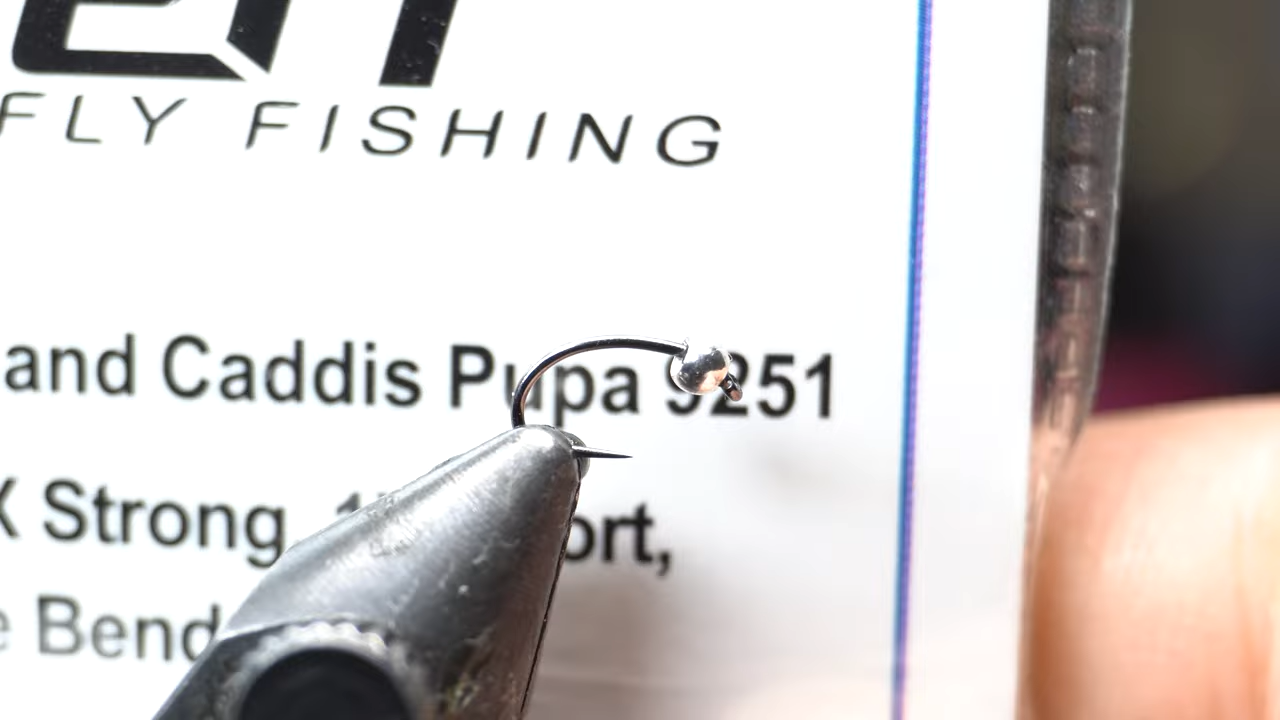 FLY FISHING
and Caddis Pupa 9251
X Strong, ort,
e Bend